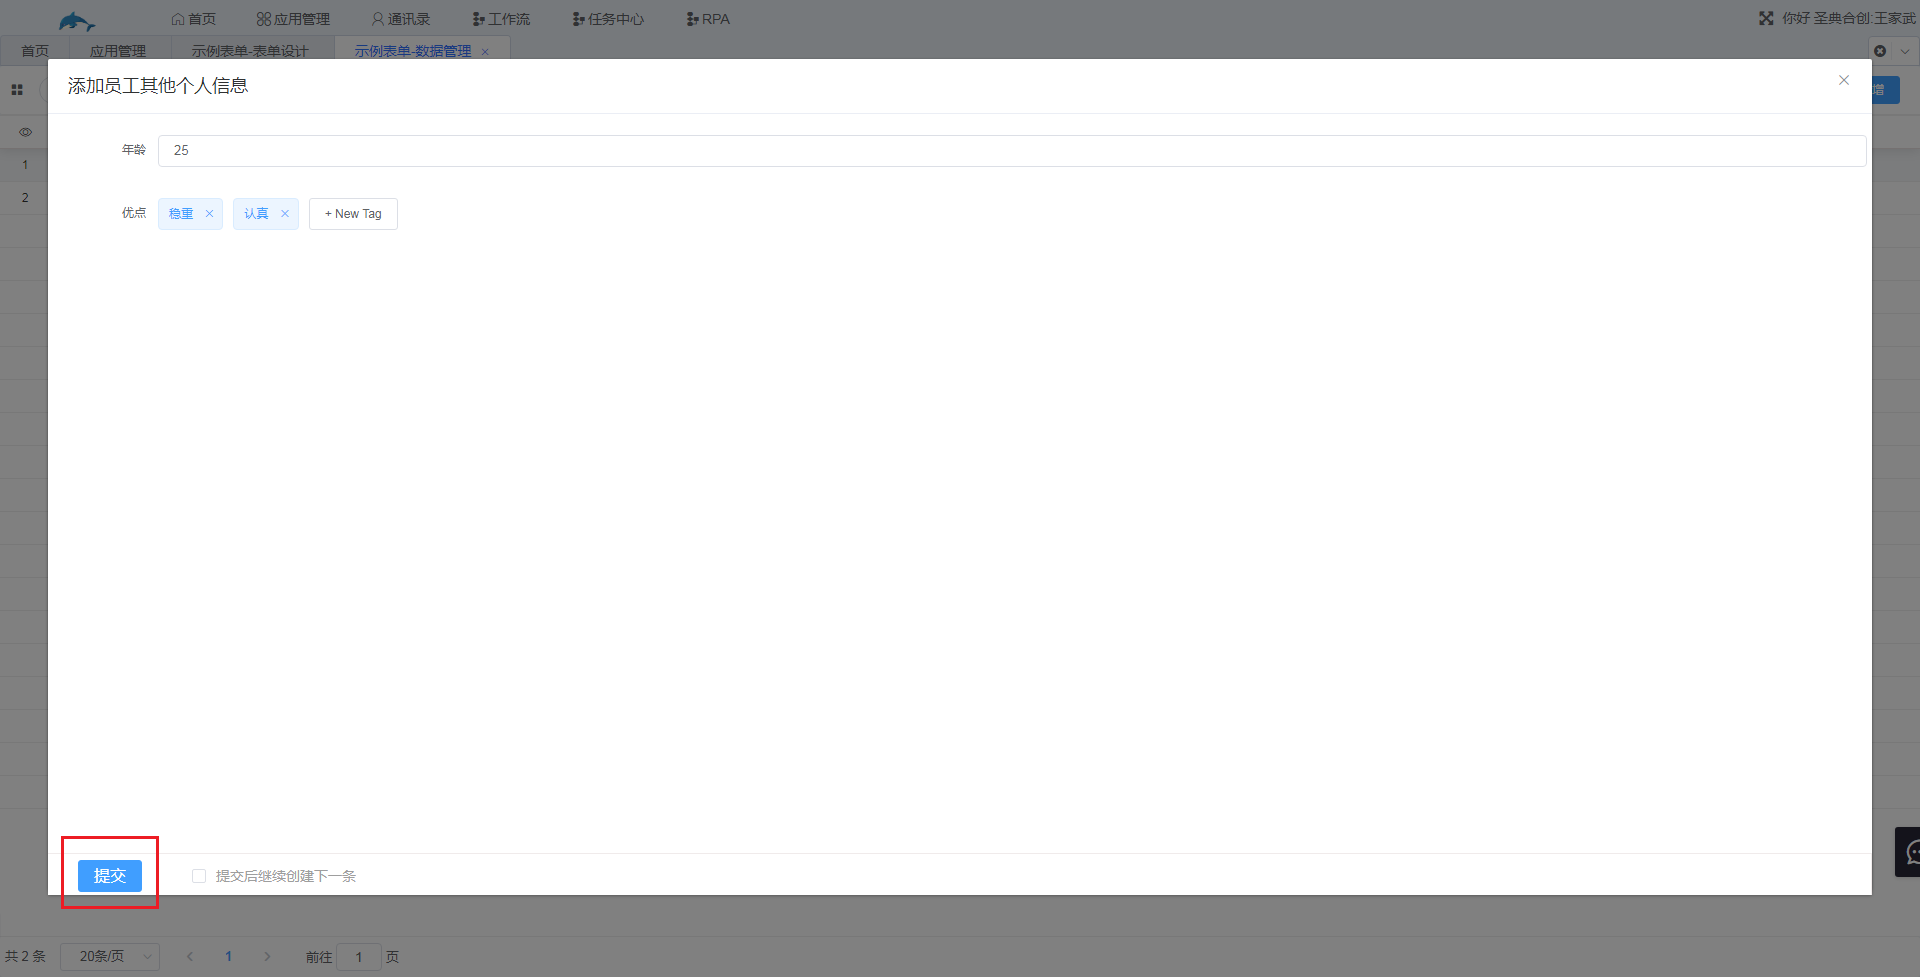 首页 应用管理 通讯录 工作流 任务中心 RPA 你好 圣典合创:王家武
首页 应用管理 示例表单-表单设计 示例表单-数据管理
添加员工其他个人信息
增
年龄 25
1
2
优点 稳重 认真 + New Tag
提交 提交后继续创建下一条
共 2 条 20条/页 1 前往 1 页